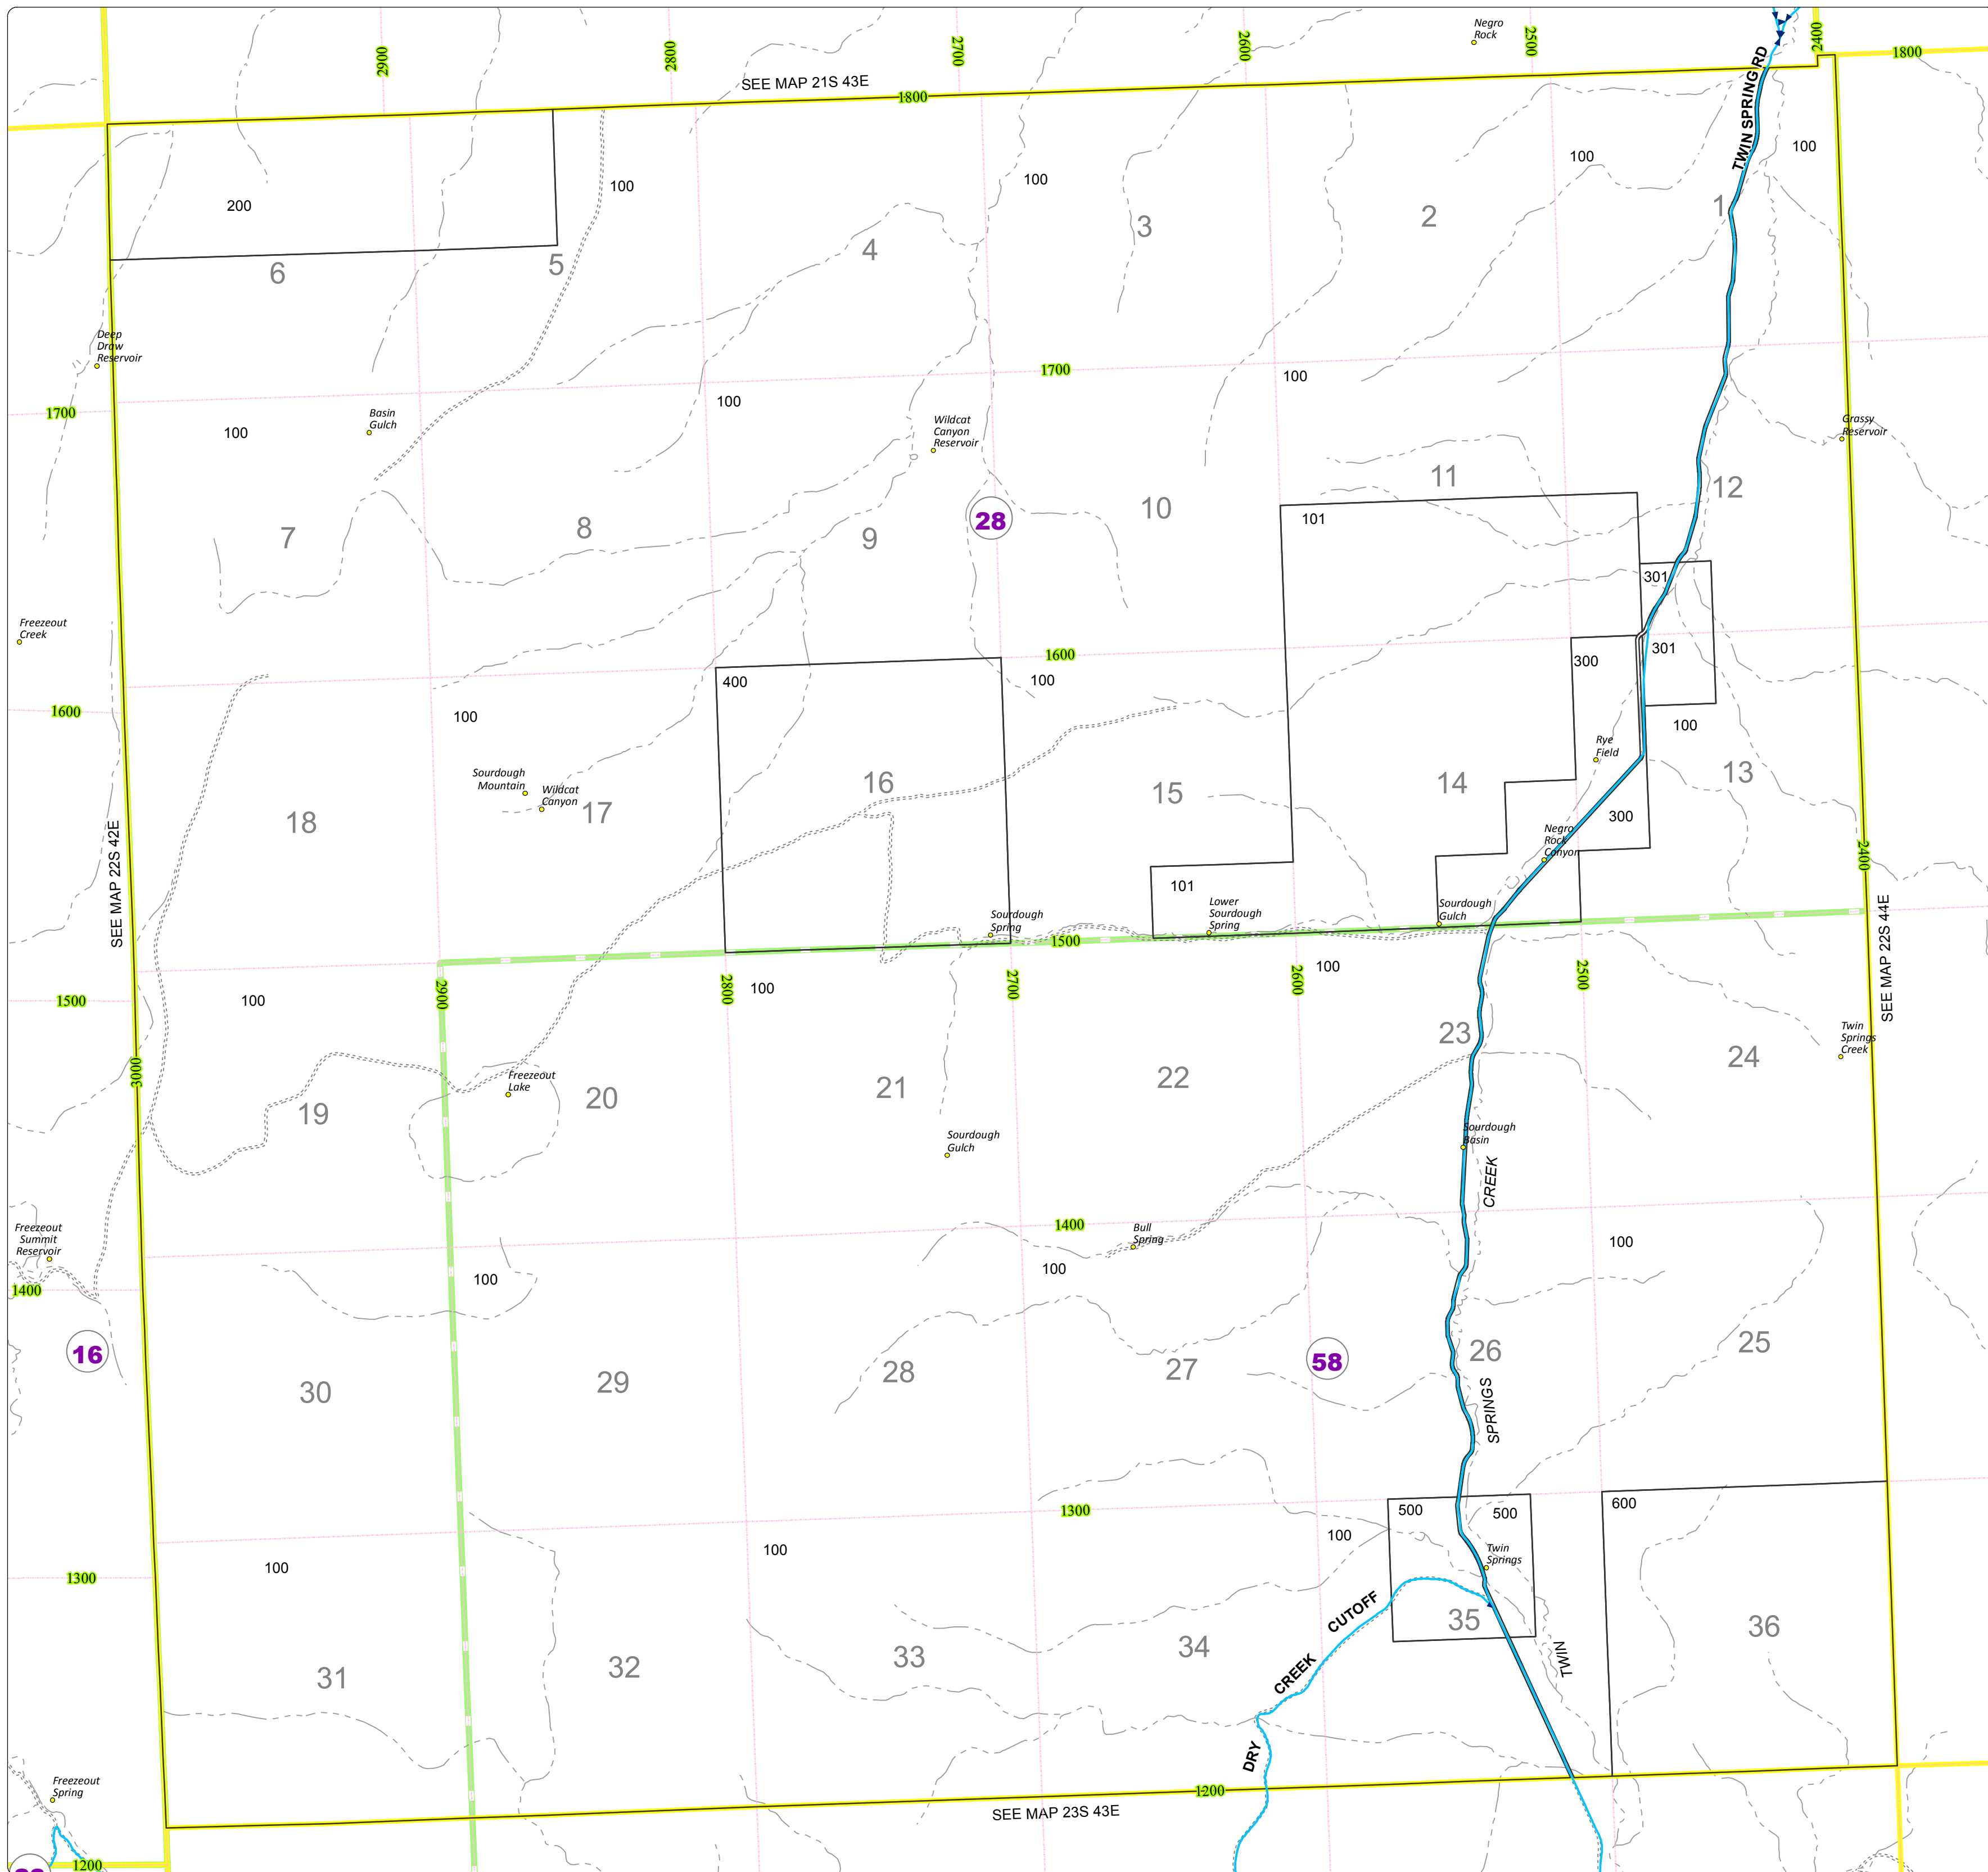 Negro
Rock
2900
2800
2700
2600
2500
2400
1800
TWIN SPRING RD
SEE MAP 21S 43E
1800
100
100
100
100
100
200
1
2
3
4
5
6
Deep
Draw
Reservoir
1700
100
100
1700
100
Basin
Gulch
Wildcat
Canyon
Reservoir
Grassy
Reservoir
7
8
9
28
10
11
12
101
301
301
Freezeout
Creek
1600
1600
300
400
100
100
100
Sourdough
Mountain
Wildcat
Canyon
Rye
Field
18
17
16
15
14
13
300
Negro
Rock
Canyon
2400
SEE MAP 22S 42E
SEE MAP 22S 44E
101
Lower
Sourdough
Spring
Sourdough
Gulch
Sourdough
Spring
1500
1500
100
100
100
2900
2800
2700
2600
2500
3000
Twin
Springs
Creek
23
24
22
21
20
19
Freezeout
Lake
Sourdough
Gulch
Sourdough
Basin
CREEK
Freezeout
Summit
Reservoir
1400
Bull
Spring
100
100
100
1400
16
58
30
29
28
27
26
25
SPRINGS
1300
500
500
600
100
100
100
1300
Twin
Springs
CUTOFF
CREEK
DRY
TWIN
31
32
33
34
35
36
Freezeout
Spring
1200
SEE MAP 23S 43E
1200